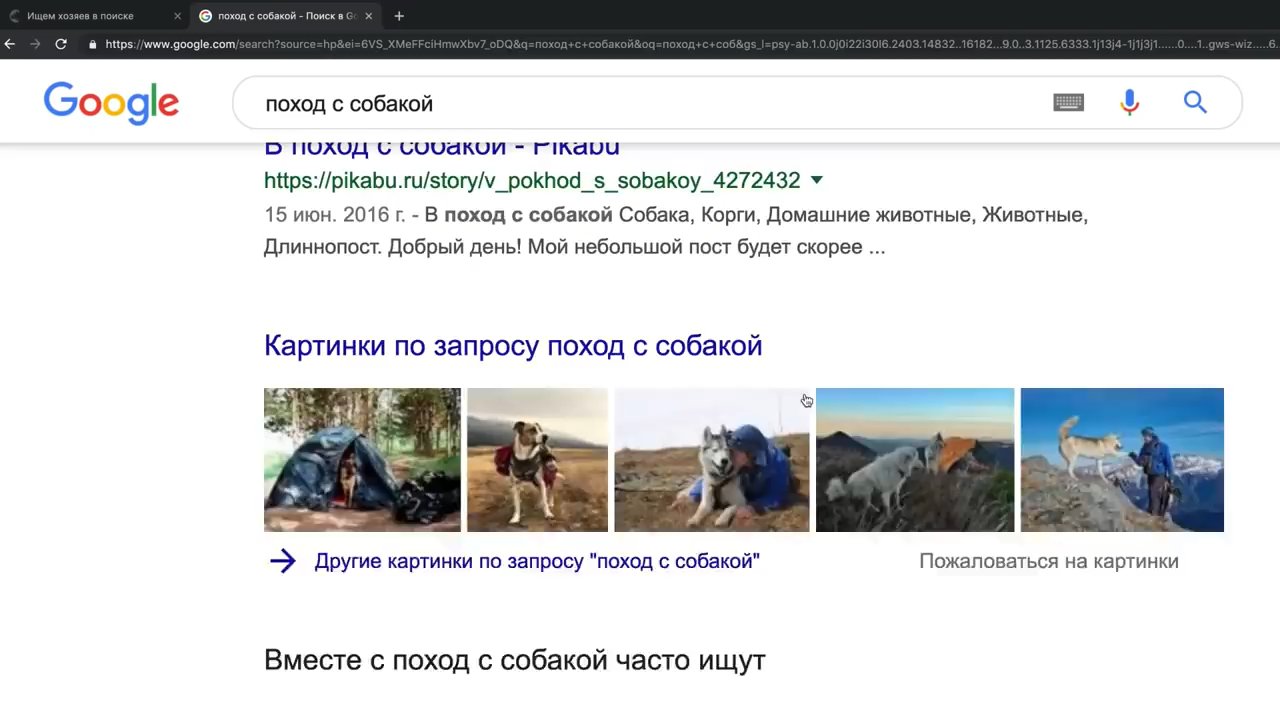 Ищем хозяев в поиске
поход с собакой - Поиск в Go
https://www.google.com/search?source=hp&ei=6VS_XMeFFciHmwXbv7_oDQ&q=поход+с+собакой&oq=поход+с+соб&gs_l=psy-ab.1.0.0j0i22i30l6.2403.14832..16182...9.0..3.1125.6333.1j13j4-1j1j3j1......0....1..gws-wiz.....6.
Google
поход с собакой
В поход с собакой - Pikabu
https://pikabu.ru/story/v_pokhod_s_sobakoy_4272432
15 июн. 2016 г. - В поход с собакой Собака, Корги, Домашние животные, Животные,
Длиннопост. Добрый день! Мой небольшой пост будет скорее ...
Картинки по запросу поход с собакой
Другие картинки по запросу "поход с собакой"
Пожаловаться на картинки
Вместе с поход с собакой часто ищут